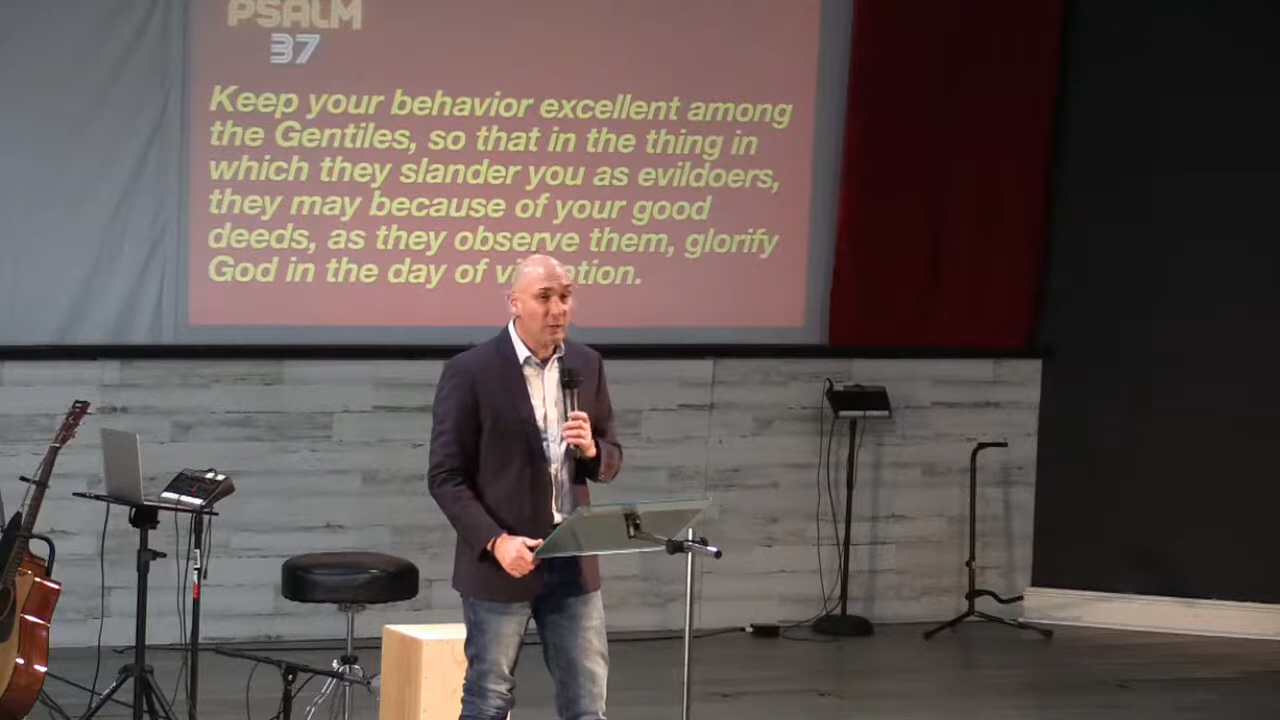 PSALM
37
Keep your behavior excellent among
the Gentiles, so that in the thing in
which they slander you as evildoers,
they may because of your good
deeds, as they observe them, glorify
God in the day of